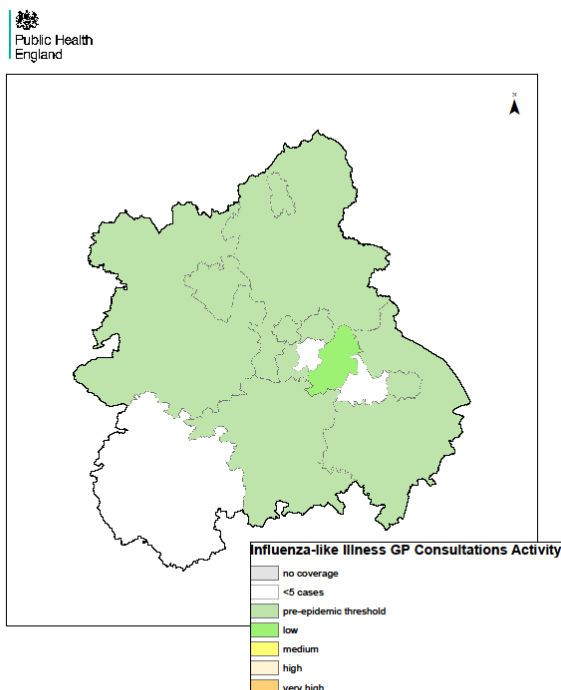 Public Health
England
N
Influenza-like Illness GP Consultations Activity
no coverage
<5 cases
pre-epidemic threshold
low
medium
high
very high